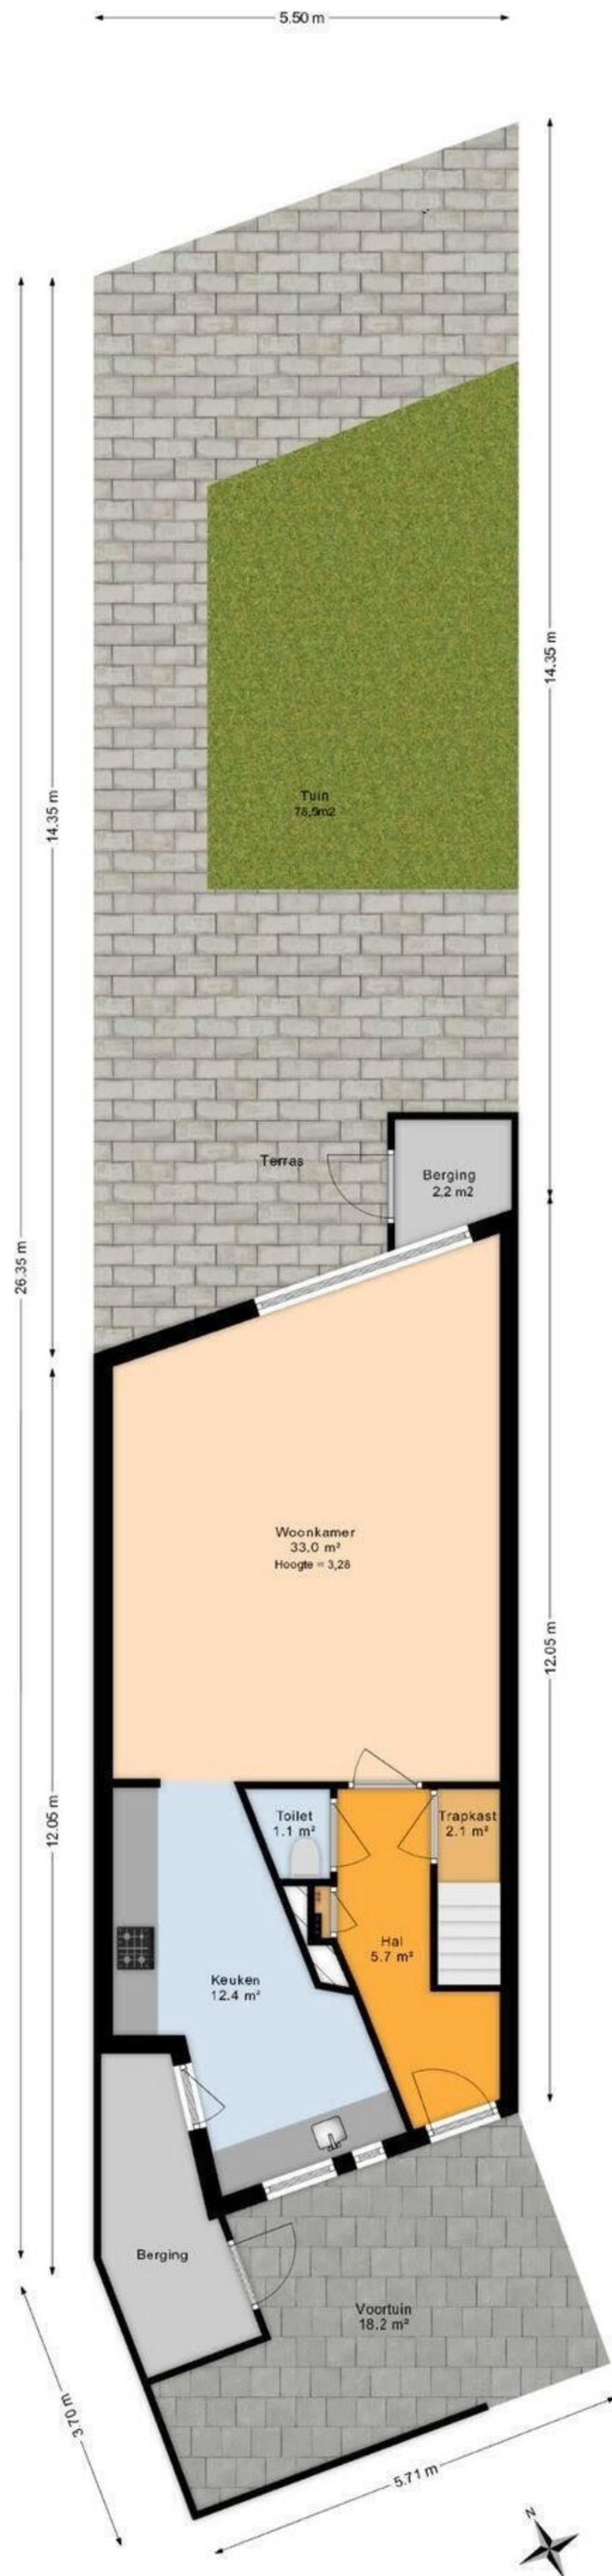 5.50 m
14.35 m
Tuin
78,5m2
14.35 m
Terras
Berging
2,2 m2
26.35 m
Woonkamer
33.0 m²
Hoogte = 3,28
12.05 m
12.05 m
Toilet
1.1 m²
Trapkast
2.1 m²
Hal
5.7 m²
Keuken
12.4 m²
Berging
Voortuin
18.2 m²
3.70 m
5.71 m
N